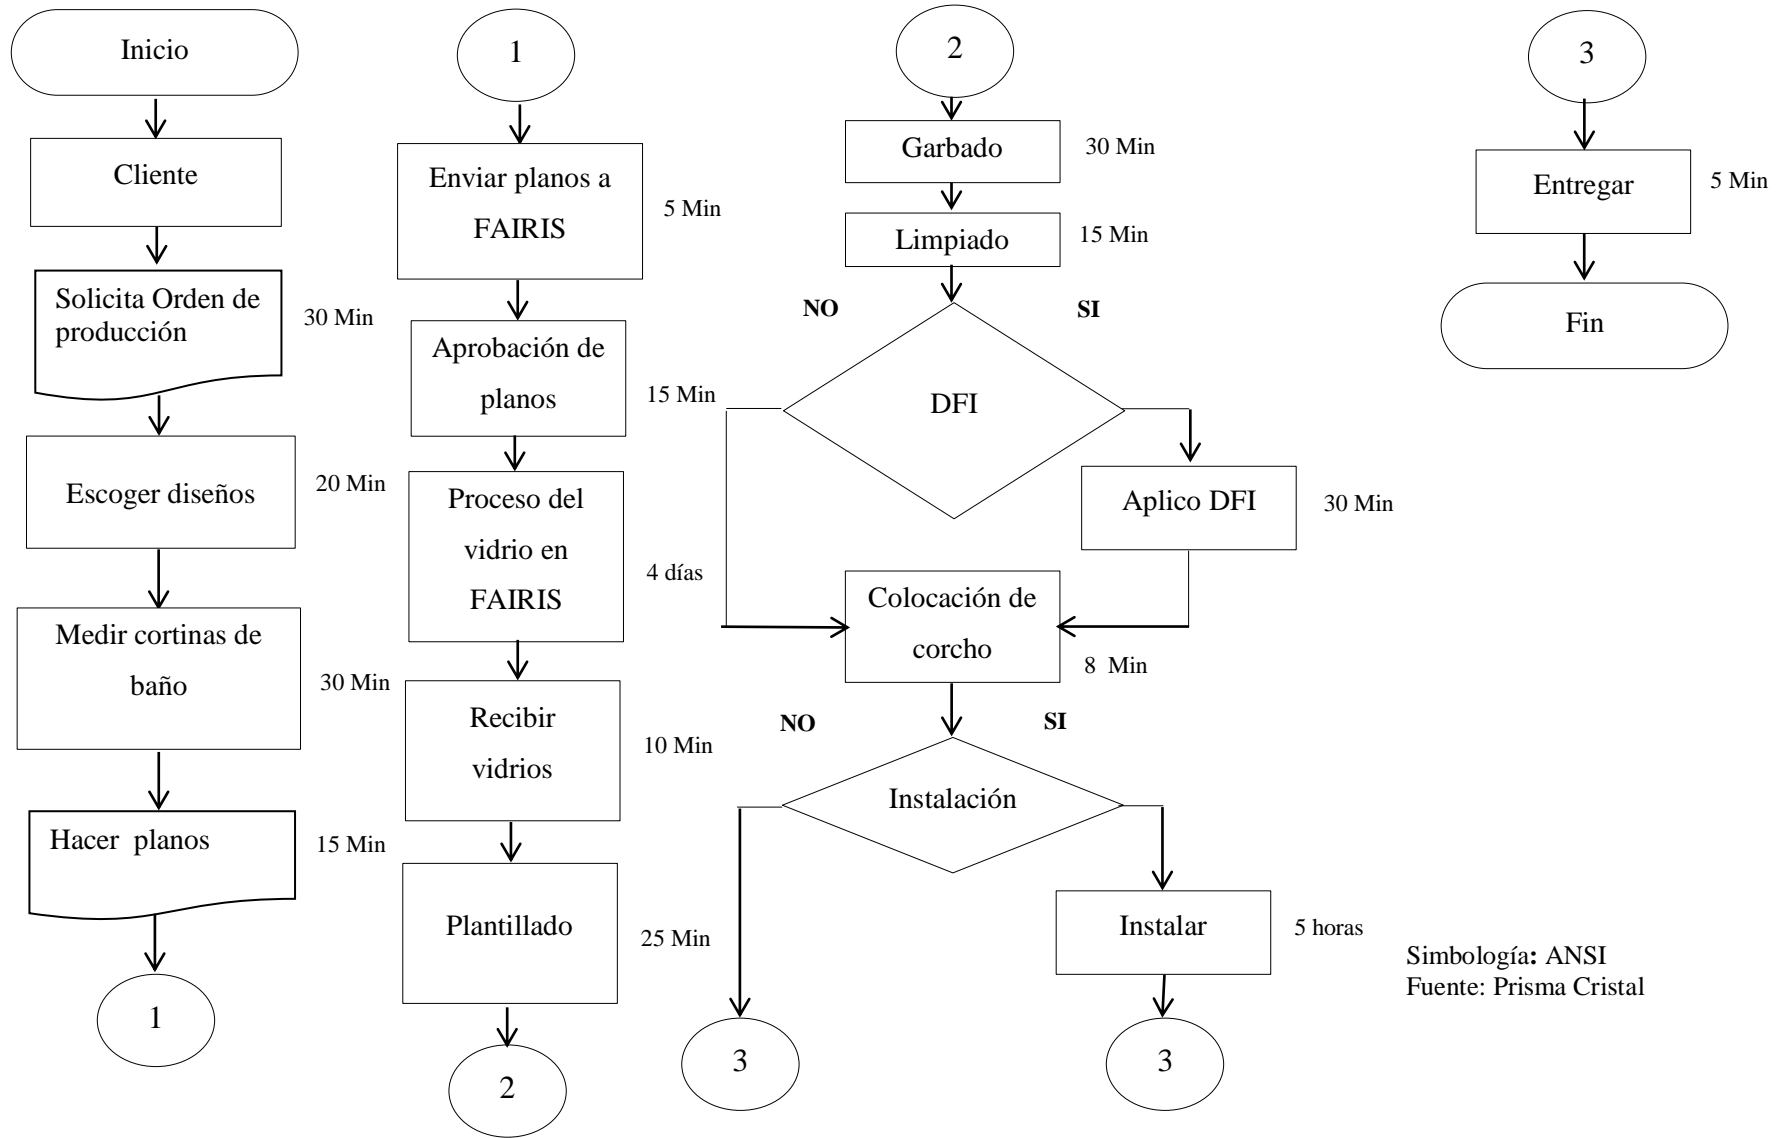 Inicio
Cliente
Solicita Orden de
producción
30 Min
Escoger diseños
20 Min
Medir cortinas de
baño
30 Min
Hacer planos
15 Min
1
1
Enviar planos a
FAIRIS
5 Min
Aprobación de
planos
15 Min
Proceso del
vidrio en
FAIRIS
4 días
Recibir
vidrios
10 Min
Plantillado
25 Min
2
2
Garbado
30 Min
Limpiado
15 Min
NO
SI
DFI
Aplico DFI
30 Min
Colocación de
corcho
8 Min
NO
SI
Instalación
Instalar
5 horas
3
3
3
Entregar
5 Min
Fin
Simbología: ANSI
Fuente: Prisma Cristal